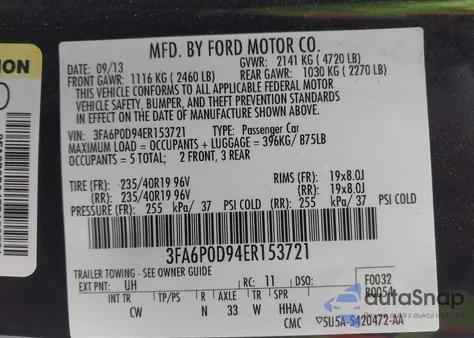 MFD. BY FORD MOTOR CO.
DATE: 09/13 GVWR: 2141 KG ( 4720 LB)
FRONT GAWR: 1116 KG ( 2460 LB) REAR GAWR: 1030 KG ( 2270 LB)
THIS VEHICLE CONFORMS TO ALL APPLICABLE FEDERAL MOTOR
VEHICLE SAFETY, BUMPER, AND THEFT PREVENTION STANDARDS IN
EFFECT ON THE DATE OF MANUFACTURE SHOWN ABOVE.
VIN: 3FA6P0D94ER153721 TYPE: Passenger Car
MAXIMUM LOAD = OCCUPANTS + LUGGAGE = 396KG/ 875LB
OCCUPANTS = 5 TOTAL; 2 FRONT, 3 REAR
TIRE (FR): 235/40R19 96V RIMS (FR): 19x8.0J
(RR): 235/40R19 96V (RR): 19x8.0J
PRESSURE (FR): 255 kPa/ 37 PSI COLD (RR): 255 kPa/ 37 PSI COLD
3FA6P0D94ER153721
TRAILER TOWING - SEE OWNER GUIDE F0032
EXT PNT: UH RC: 11 DSO: R0054
INT TR TP/PS R AXLE TR SPR
CW N 33 W HHAA
CMC 5U5A-5420472-AA
autoSnap